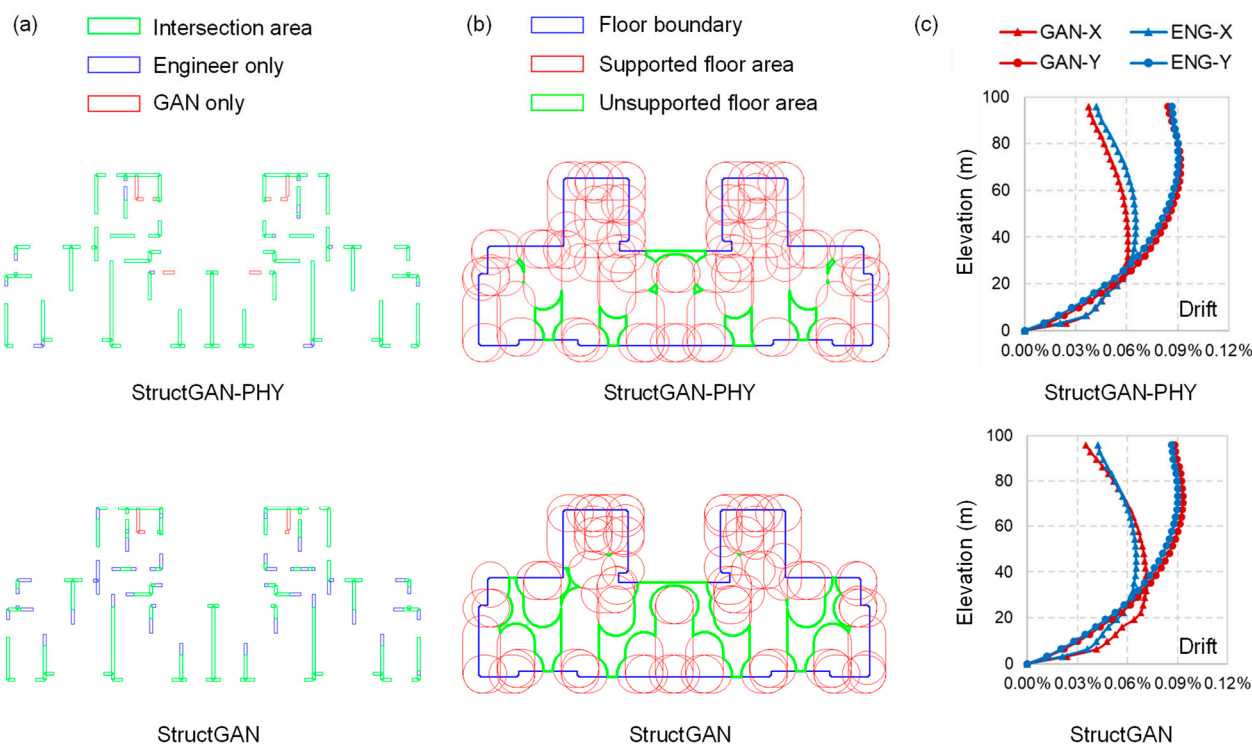 (a)
Intersection area
Engineer only
GAN only
(b)
Floor boundary
Supported floor area
Unsupported floor area
(c)
GAN-X ENG-X
GAN-Y ENG-Y
100
80
60
40
20
0
Elevation (m)
Drift
0.00% 0.03% 0.06% 0.09% 0.12%
StructGAN-PHY
StructGAN-PHY
StructGAN-PHY
100
80
60
40
20
0
Elevation (m)
Drift
0.00% 0.03% 0.06% 0.09% 0.12%
StructGAN
StructGAN
StructGAN